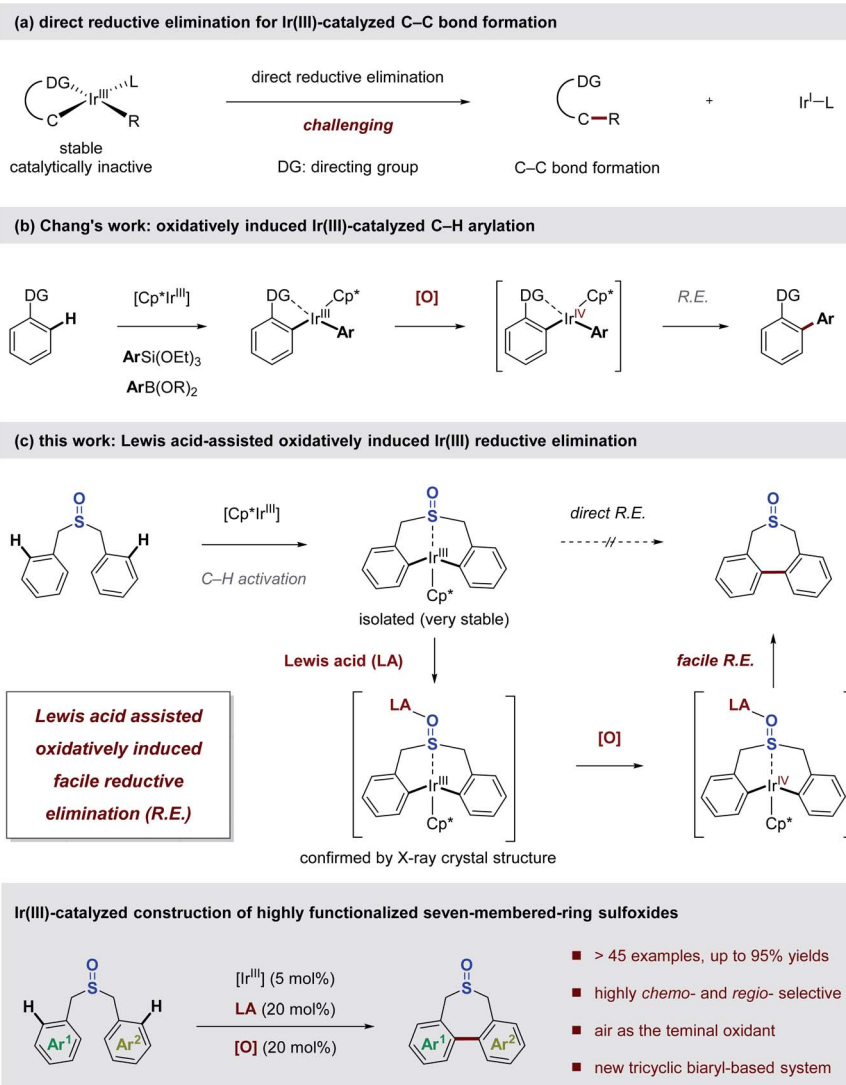 (a) direct reductive elimination for Ir(III)-catalyzed C–C bond formation
DG
Ir^III
L
C
R
stable
catalytically inactive
direct reductive elimination
challenging
DG: directing group
DG
C
R
C–C bond formation
+
Ir^I–L
(b) Chang's work: oxidatively induced Ir(III)-catalyzed C–H arylation
DG
H
[Cp*Ir^III]
ArSi(OEt)3
ArB(OR)2
DG
Cp*
Ir^III
Ar
[O]
DG
Cp*
Ir^IV
Ar
R.E.
DG
Ar
(c) this work: Lewis acid-assisted oxidatively induced Ir(III) reductive elimination
O
S
H
H
[Cp*Ir^III]
C–H activation
O
S
Ir^III
Cp*
isolated (very stable)
direct R.E.
O
S
Lewis acid (LA)
facile R.E.
Lewis acid assisted
oxidatively induced
facile reductive
elimination (R.E.)
LA
O
S
Ir^III
Cp*
confirmed by X-ray crystal structure
[O]
LA
O
S
Ir^IV
Cp*
Ir(III)-catalyzed construction of highly functionalized seven-membered-ring sulfoxides
O
S
H
H
Ar^1
Ar^2
[Ir^III] (5 mol%)
LA (20 mol%)
[O] (20 mol%)
O
S
Ar^1
Ar^2
■ > 45 examples, up to 95% yields
■ highly chemo- and regio- selective
■ air as the teminal oxidant
■ new tricyclic biaryl-based system